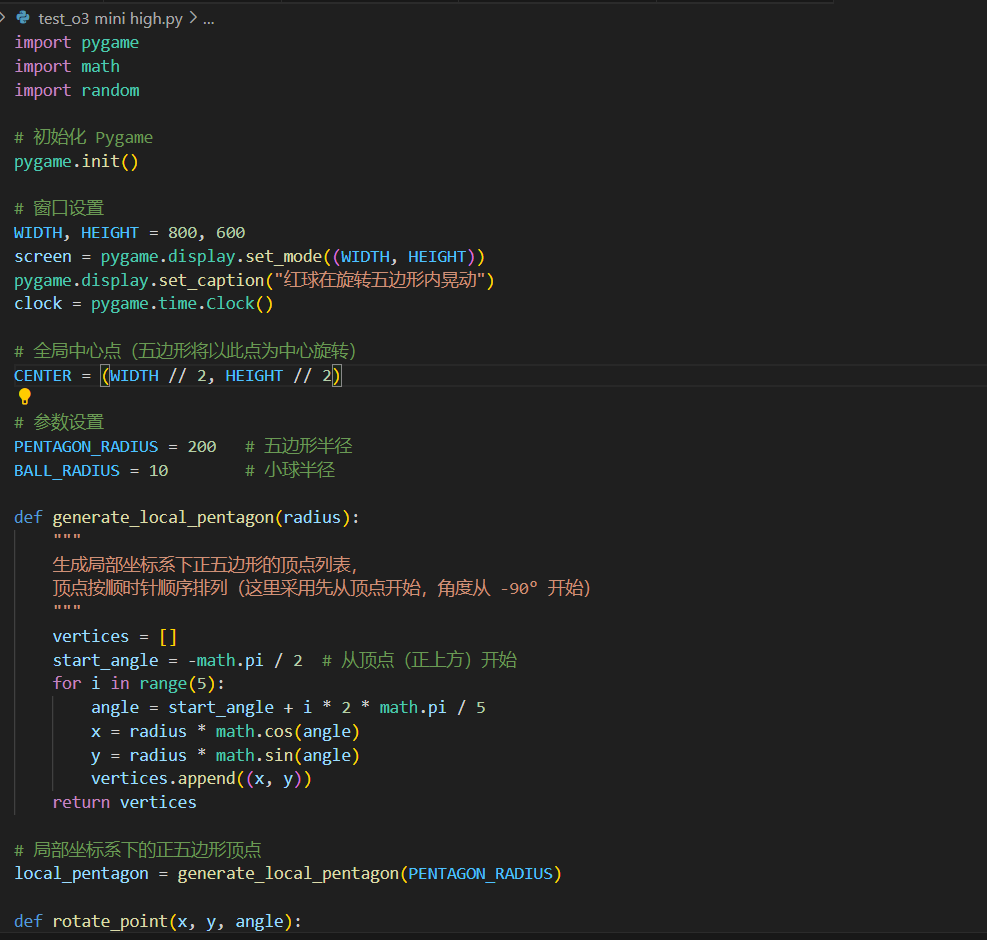 test_o3 mini high.py > ...
import pygame
import math
import random
# 初始化 Pygame
pygame.init()
# 窗口设置
WIDTH, HEIGHT = 800, 600
screen = pygame.display.set_mode((WIDTH, HEIGHT))
pygame.display.set_caption("红球在旋转五边形内晃动")
clock = pygame.time.Clock()
# 全局中心点（五边形将以此点为中心旋转）
CENTER = (WIDTH // 2, HEIGHT // 2)
# 参数设置
PENTAGON_RADIUS = 200   # 五边形半径
BALL_RADIUS = 10        # 小球半径
def generate_local_pentagon(radius):
    """
    生成局部坐标系下正五边形的顶点列表，
    顶点按顺时针顺序排列（这里采用先从顶点开始，角度从 -90° 开始）
    """
    vertices = []
    start_angle = -math.pi / 2  # 从顶点（正上方）开始
    for i in range(5):
        angle = start_angle + i * 2 * math.pi / 5
        x = radius * math.cos(angle)
        y = radius * math.sin(angle)
        vertices.append((x, y))
    return vertices
# 局部坐标系下的正五边形顶点
local_pentagon = generate_local_pentagon(PENTAGON_RADIUS)
def rotate_point(x, y, angle):